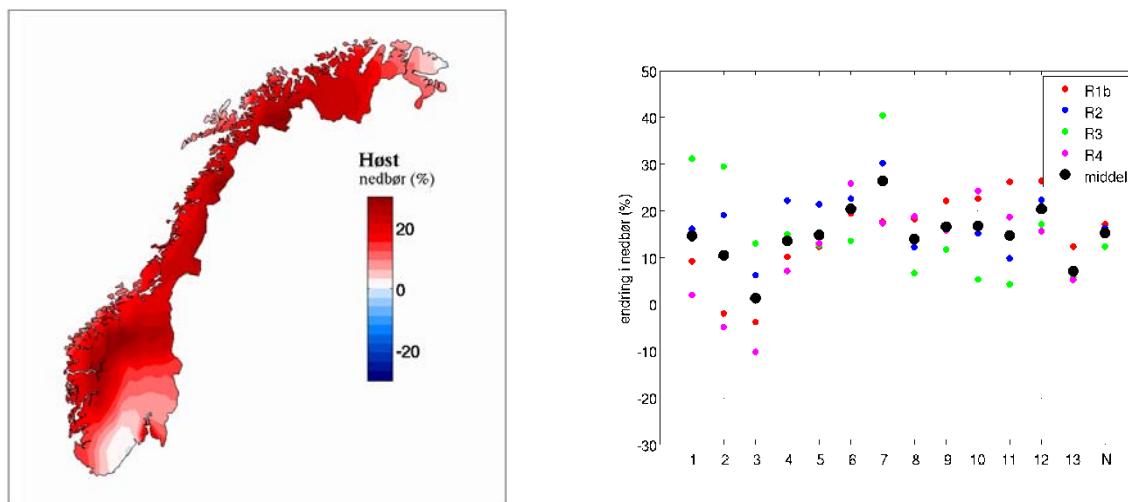 Høst
nedbør (%)
20
0
-20
endring i nedbør (%)
50
40
30
20
10
0
-10
-20
-30
1 2 3 4 5 6 7 8 9 10 11 12 13 N
R1b
R2
R3
R4
middel